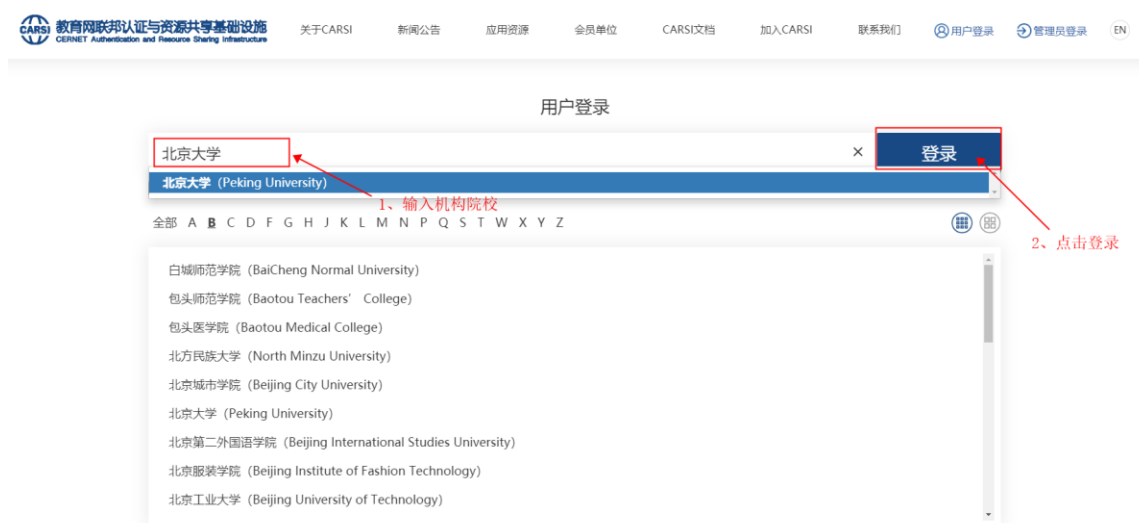 CARSI 教育网联邦认证与资源共享基础设施
CERNET Authentication and Resource Sharing Infrastructure
关于CARSI 新闻公告 应用资源 会员单位 CARSI文档 加入CARSI 联系我们 用户登录 管理员登录 EN
用户登录
北京大学 × 登录
北京大学（Peking University）
1、输入机构院校
全部 A B C D F G H J K L M N P Q S T W X Y Z
2、点击登录
白城师范学院（BaiCheng Normal University）
包头师范学院（Baotou Teachers’ College）
包头医学院（Baotou Medical College）
北方民族大学（North Minzu University）
北京城市学院（Beijing City University）
北京大学（Peking University）
北京第二外国语学院（Beijing International Studies University）
北京服装学院（Beijing Institute of Fashion Technology）
北京工业大学（Beijing University of Technology）